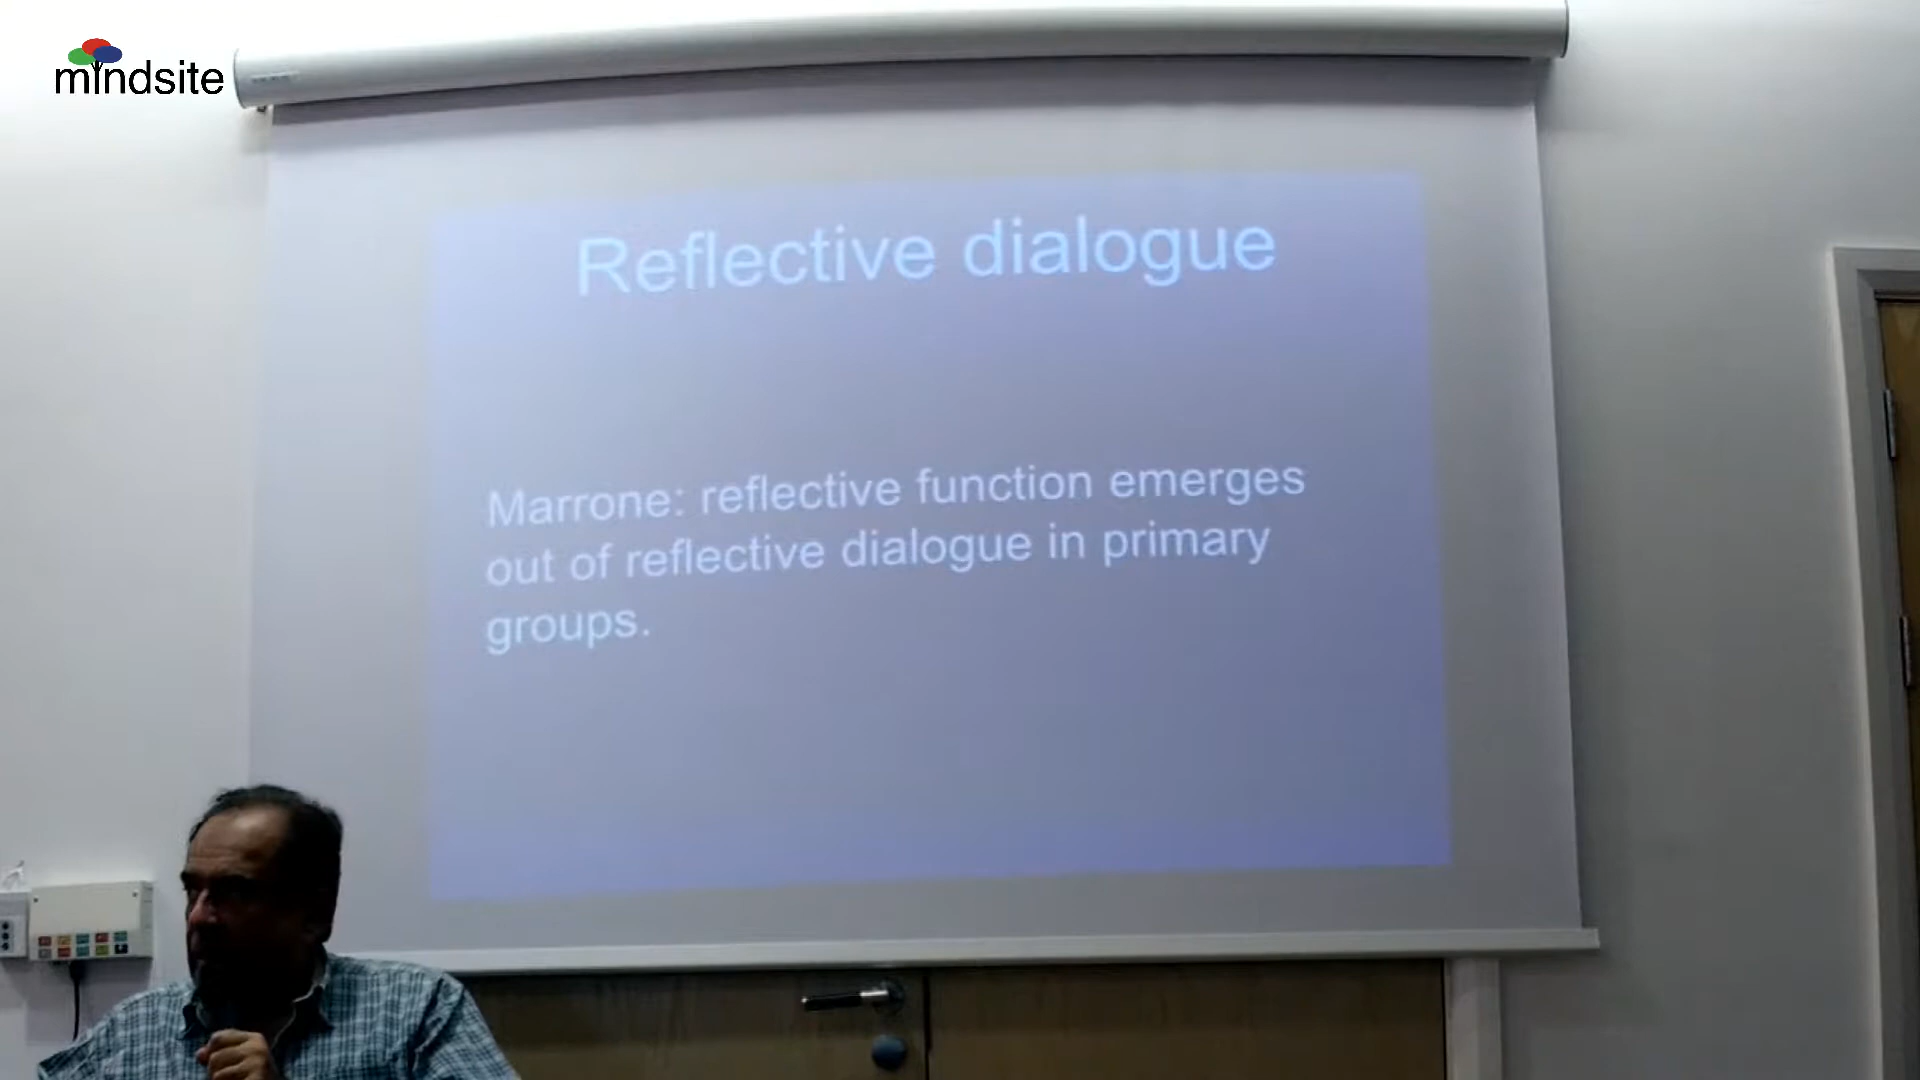 mindsite
Reflective dialogue
Marrone: reflective function emerges
out of reflective dialogue in primary
groups.